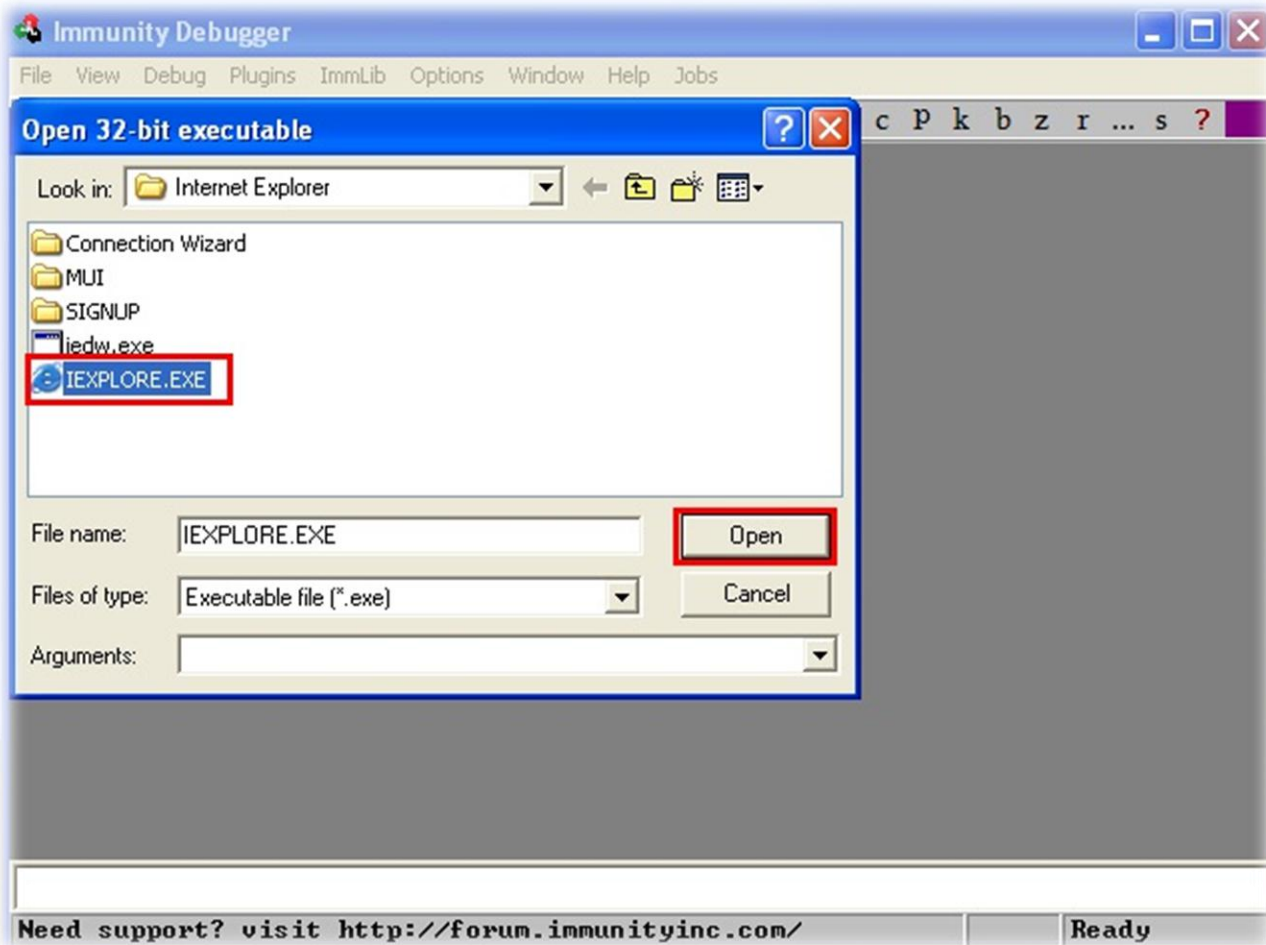 Immunity Debugger
File View Debug Plugins ImmLib Options Window Help Jobs
c p k b z r ... s ?
Open 32-bit executable
Look in: Internet Explorer
Connection Wizard
MUI
SIGNUP
iedw.exe
IEXPLORE.EXE
File name: IEXPLORE.EXE Open
Files of type: Executable file (*.exe) Cancel
Arguments:
Need support? visit http://forum.immunityinc.com/ Ready